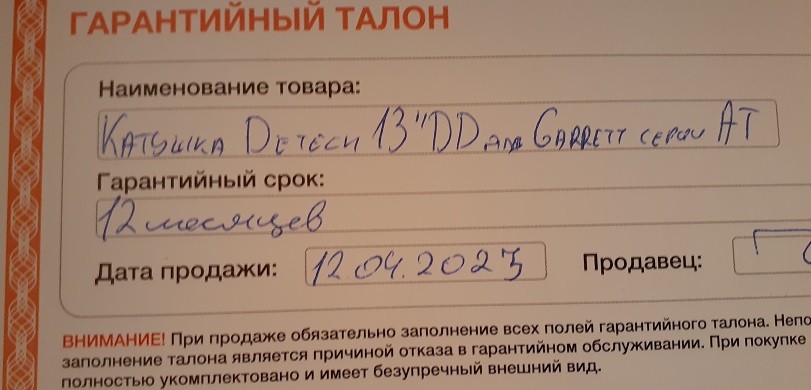 ГАРАНТИЙНЫЙ ТАЛОН
Наименование товара:
Катушка Detech 13"DD для Garrett серии AT
Гарантийный срок:
12 месяцев
Дата продажи: 12.04.2023 Продавец:
ВНИМАНИЕ! При продаже обязательно заполнение всех полей гарантийного талона. Непо
заполнение талона является причиной отказа в гарантийном обслуживании. При покупке
полностью укомплектовано и имеет безупречный внешний вид.